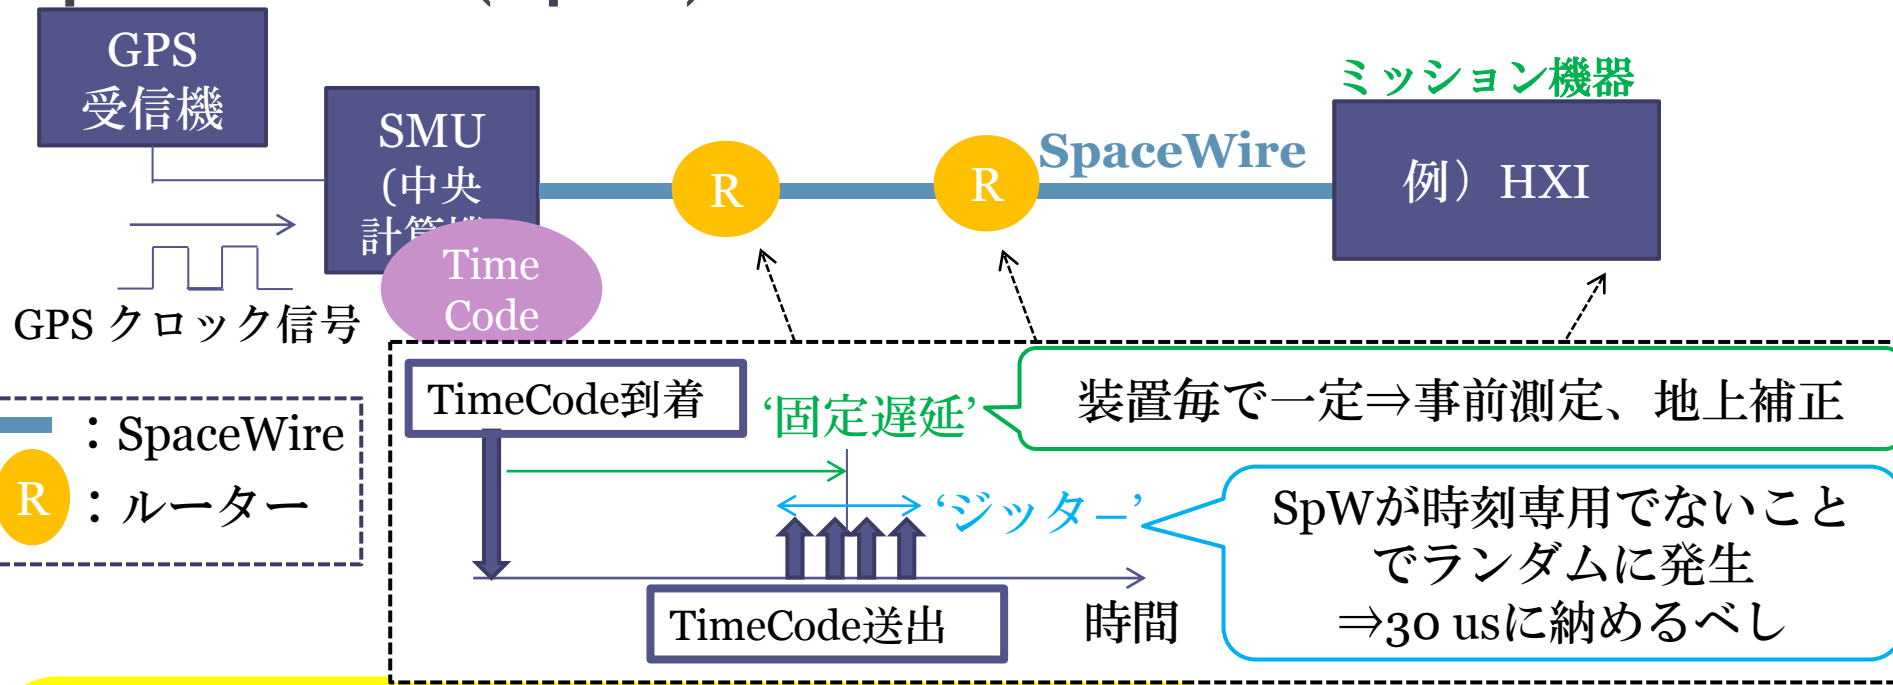 GPS
受信機
SMU
(中央
Time
Code
R
R
SpaceWire
ミッション機器
例）HXI
GPS クロック信号
：SpaceWire
R
：ルーター
TimeCode到着
‘固定遅延’
装置毎で一定⇒事前測定、地上補正
‘ジッター’
SpWが時刻専用でないこと
でランダムに発生
⇒30 usに納めるべし
TimeCode送出
時間